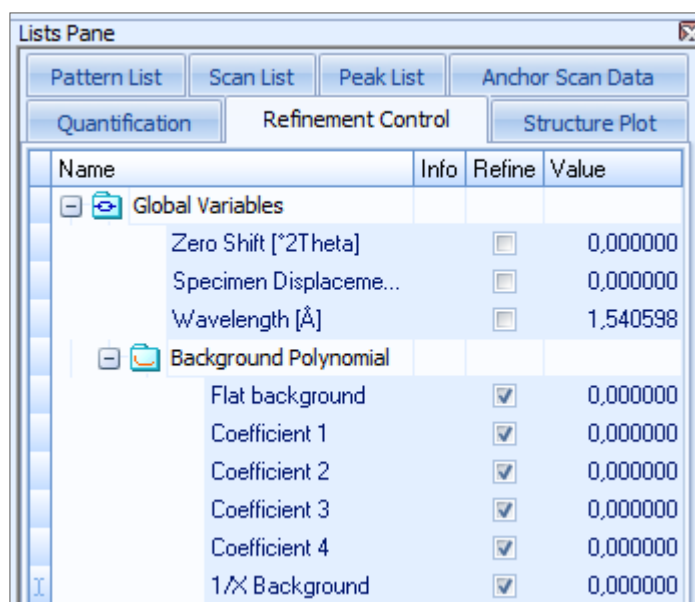 Lists Pane
Pattern List Scan List Peak List Anchor Scan Data
Quantification Refinement Control Structure Plot
Name Info Refine Value
Global Variables
Zero Shift [°2Theta] 0,000000
Specimen Displaceme... 0,000000
Wavelength [Å] 1,540598
Background Polynomial
Flat background 0,000000
Coefficient 1 0,000000
Coefficient 2 0,000000
Coefficient 3 0,000000
Coefficient 4 0,000000
1/X Background 0,000000